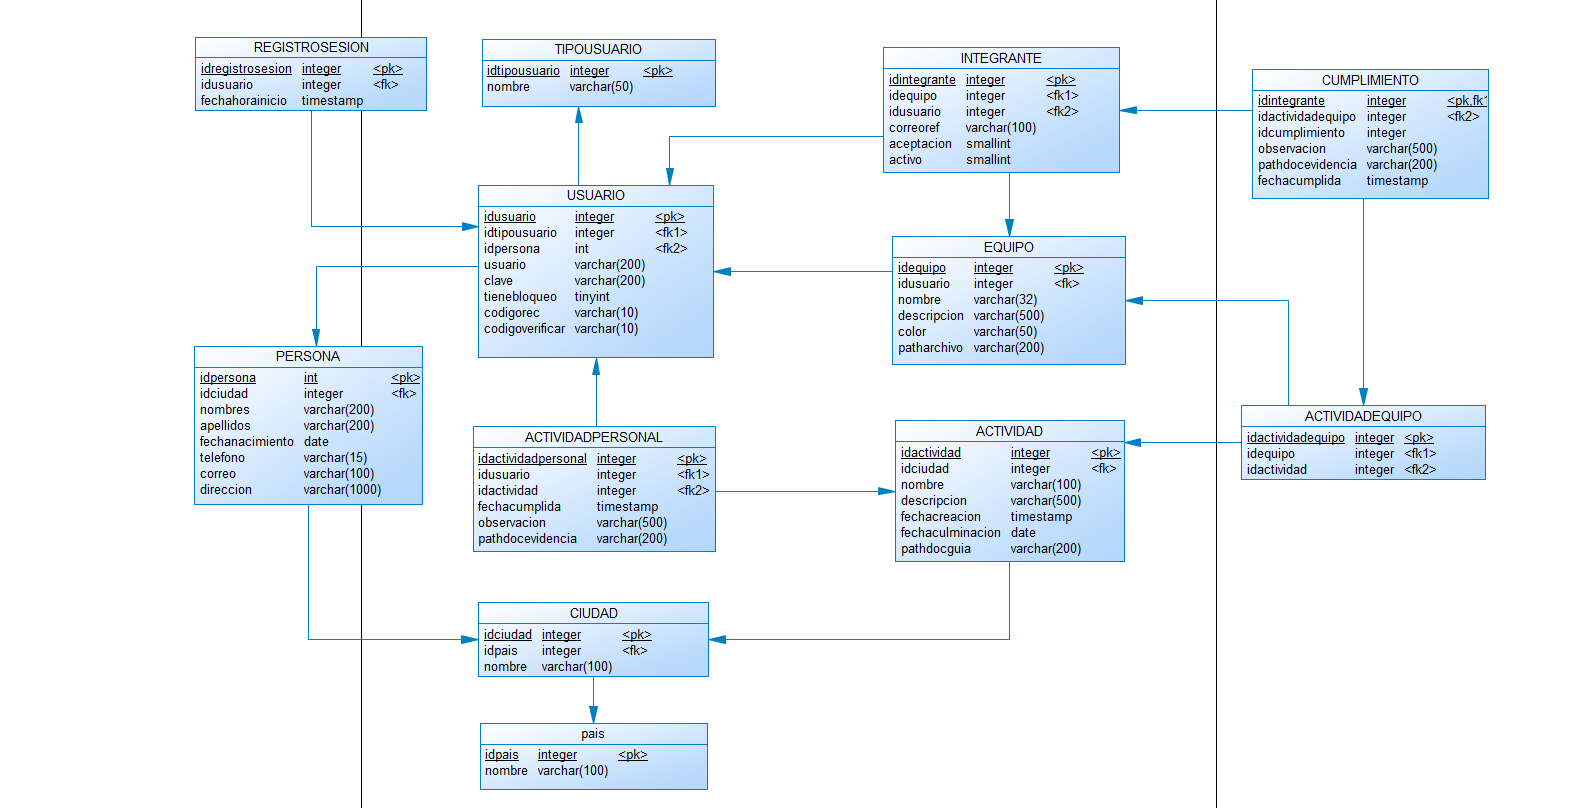 REGISTROSESION
idregistrosesion integer <pk>
idusuario integer <fk>
fechahorainicio timestamp
TIPOUSUARIO
idtipousuario integer <pk>
nombre varchar(50)
INTEGRANTE
idintegrante integer <pk>
idequipo integer <fk1>
idusuario integer <fk2>
correoref varchar(100)
aceptacion smallint
activo smallint
CUMPLIMIENTO
idintegrante integer <pk,fk1
idactividadequipo integer <fk2>
idcumplimiento integer
observacion varchar(500)
pathdocevidencia varchar(200)
fechacumplida timestamp
USUARIO
idusuario integer <pk>
idtipousuario integer <fk1>
idpersona int <fk2>
usuario varchar(200)
clave varchar(200)
tienebloqueo tinyint
codigorec varchar(10)
codigoverificar varchar(10)
EQUIPO
idequipo integer <pk>
idusuario integer <fk>
nombre varchar(32)
descripcion varchar(500)
color varchar(50)
patharchivo varchar(200)
PERSONA
idpersona int <pk>
idciudad integer <fk>
nombres varchar(200)
apellidos varchar(200)
fechanacimiento date
telefono varchar(15)
correo varchar(100)
direccion varchar(1000)
ACTIVIDADPERSONAL
idactividadpersonal integer <pk>
idusuario integer <fk1>
idactividad integer <fk2>
fechacumplida timestamp
observacion varchar(500)
pathdocevidencia varchar(200)
ACTIVIDAD
idactividad integer <pk>
idciudad integer <fk>
nombre varchar(100)
descripcion varchar(500)
fechacreacion timestamp
fechaculminacion date
pathdocguia varchar(200)
ACTIVIDADEQUIPO
idactividadequipo integer <pk>
idequipo integer <fk1>
idactividad integer <fk2>
CIUDAD
idciudad integer <pk>
idpais integer <fk>
nombre varchar(100)
pais
idpais integer <pk>
nombre varchar(100)